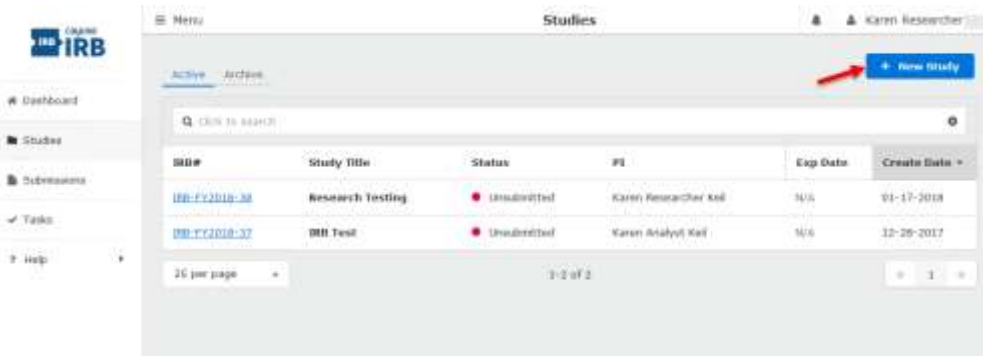 cayuse
IRB IRB
Menu
Studies
Karen Researcher
Active Archive
+ New Study
Click to search
Dashboard
Studies
Submissions
Tasks
? Help
IRB# Study Title Status PI Exp Date Create Date
IRB-FY2018-38 Research Testing Unsubmitted Karen Researcher Keil N/A 01-17-2018
IRB-FY2018-37 IRB Test Unsubmitted Karen Analyst Keil N/A 12-28-2017
25 per page
1-2 of 2
« 1 »